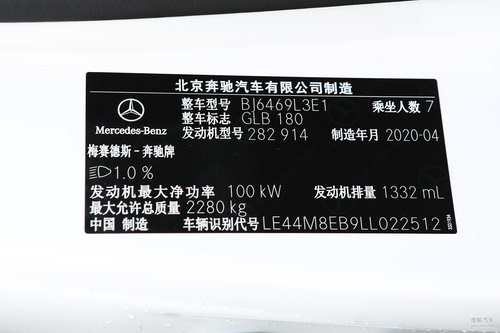 北京奔驰汽车有限公司制造
整车型号 BJ6469L3E1 乘坐人数 7
整车标志 GLB 180
发动机型号 282 914 制造年月 2020-04
Mercedes-Benz
梅赛德斯-奔驰牌
1.0 %
发动机最大净功率 100 kW 发动机排量 1332 mL
最大允许总质量 2280 kg
中国 制造 车辆识别代号 LE44M8EB9LL022512
搜狐汽车